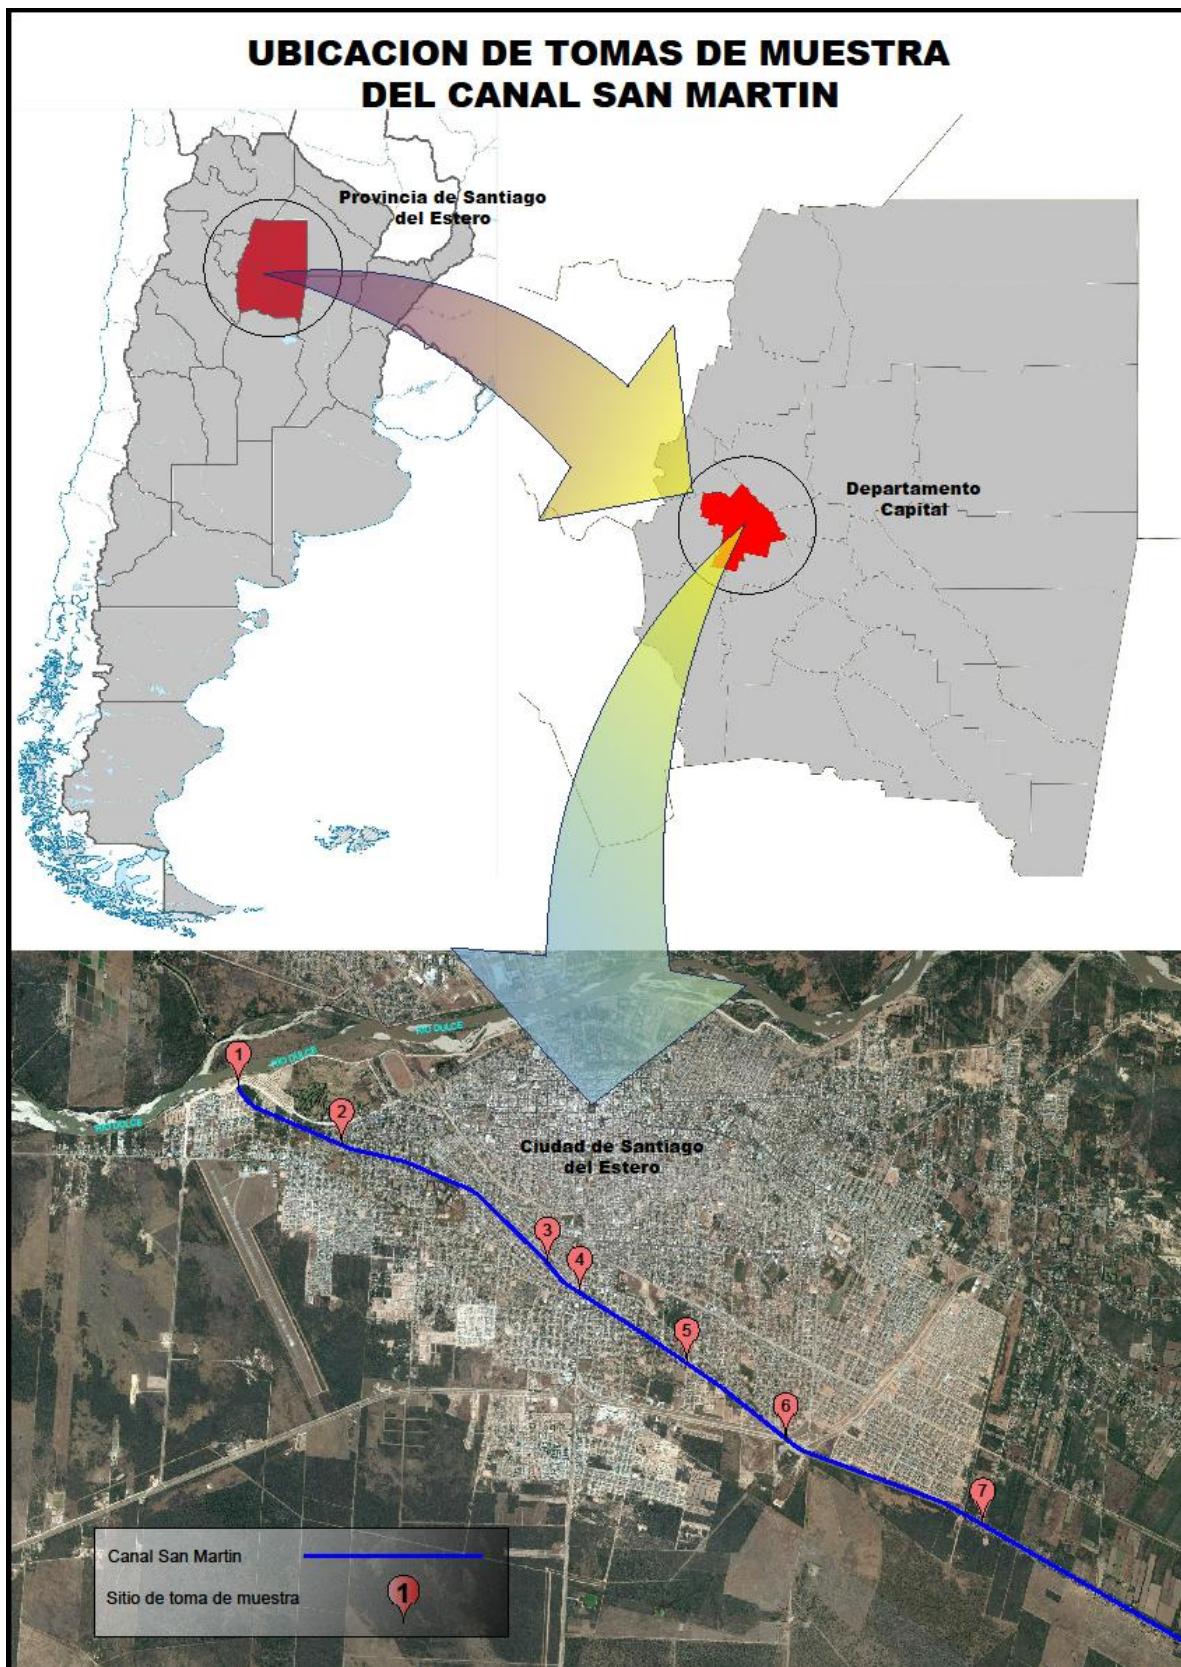 UBICACION DE TOMAS DE MUESTRA
DEL CANAL SAN MARTIN
Provincia de Santiago
del Estero
Departamento
Capital
RIO DULCE
RIO DULCE
RIO DULCE
1
2
Ciudad de Santiago
del Estero
3
4
5
6
7
Canal San Martin
Sitio de toma de muestra
1